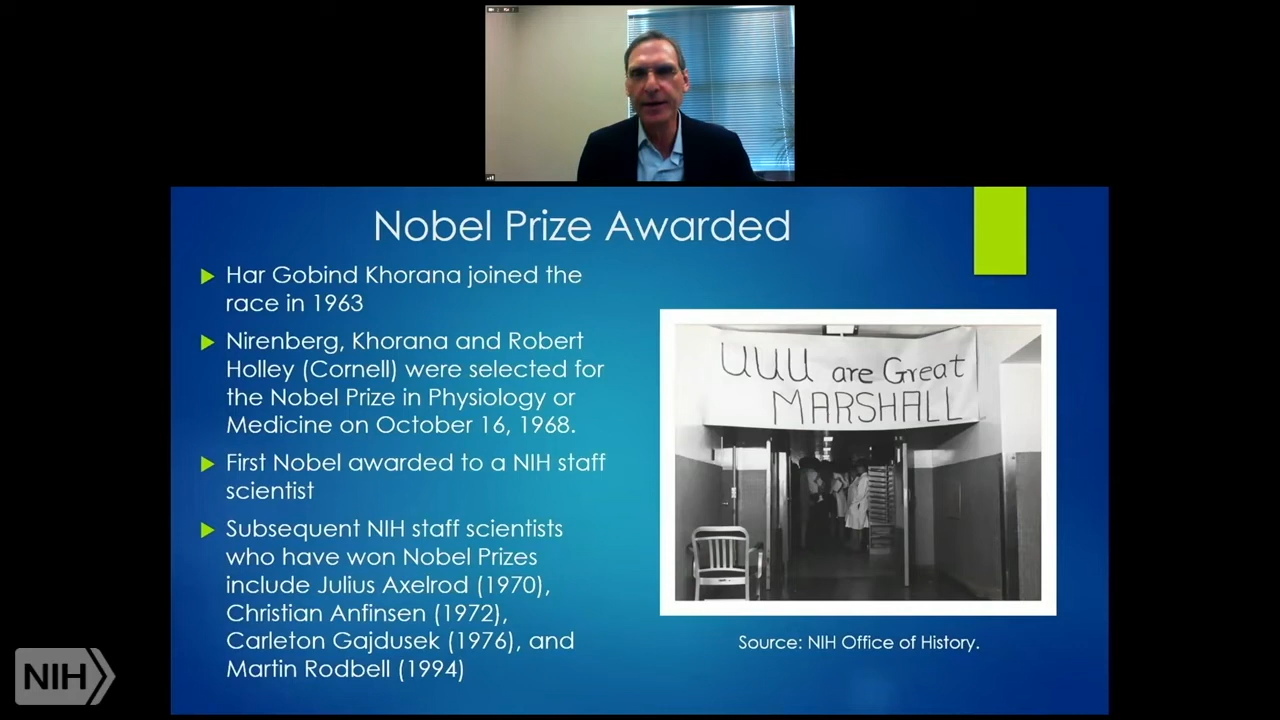 Nobel Prize Awarded
Har Gobind Khorana joined the
race in 1963
Nirenberg, Khorana and Robert
Holley (Cornell) were selected for
the Nobel Prize in Physiology or
Medicine on October 16, 1968.
First Nobel awarded to a NIH staff
scientist
Subsequent NIH staff scientists
who have won Nobel Prizes
include Julius Axelrod (1970),
Christian Anfinsen (1972),
Carleton Gajdusek (1976), and
Martin Rodbell (1994)
UUU are Great
MARSHALL
Source: NIH Office of History.
NIH